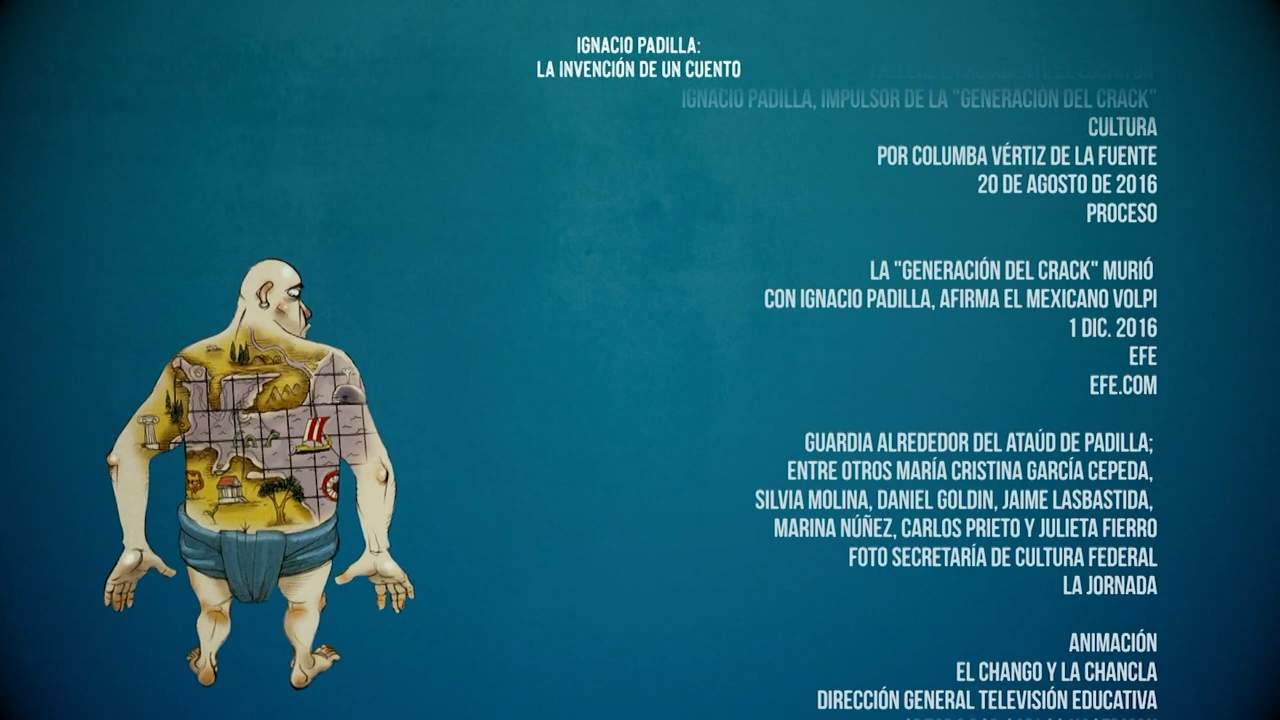 IGNACIO PADILLA:
LA INVENCIÓN DE UN CUENTO
IGNACIO PADILLA, IMPULSOR DE LA "GENERACIÓN DEL CRACK"
CULTURA
POR COLUMBA VÉRTIZ DE LA FUENTE
20 DE AGOSTO DE 2016
PROCESO
LA "GENERACIÓN DEL CRACK" MURIÓ
CON IGNACIO PADILLA, AFIRMA EL MEXICANO VOLPI
1 DIC. 2016
EFE
EFE.COM
GUARDIA ALREDEDOR DEL ATAÚD DE PADILLA;
ENTRE OTROS MARÍA CRISTINA GARCÍA CEPEDA,
SILVIA MOLINA, DANIEL GOLDIN, JAIME LASBASTIDA,
MARINA NÚÑEZ, CARLOS PRIETO Y JULIETA FIERRO
FOTO SECRETARÍA DE CULTURA FEDERAL
LA JORNADA
ANIMACIÓN
EL CHANGO Y LA CHANCLA
DIRECCIÓN GENERAL TELEVISIÓN EDUCATIVA